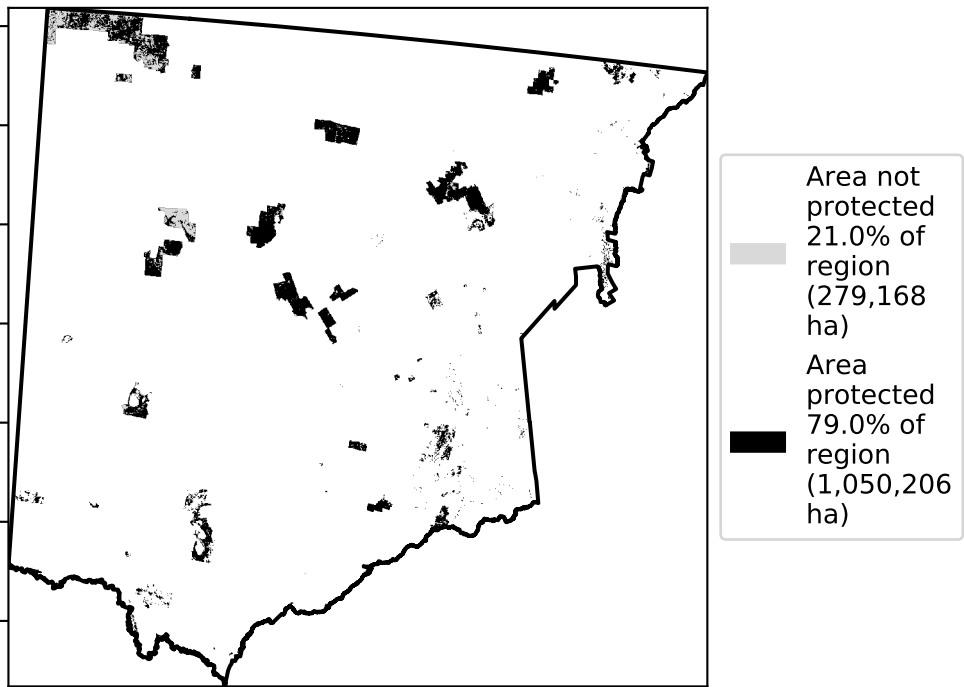 Area not
protected
21.0% of
region
(279,168
ha)
Area
protected
79.0% of
region
(1,050,206
ha)